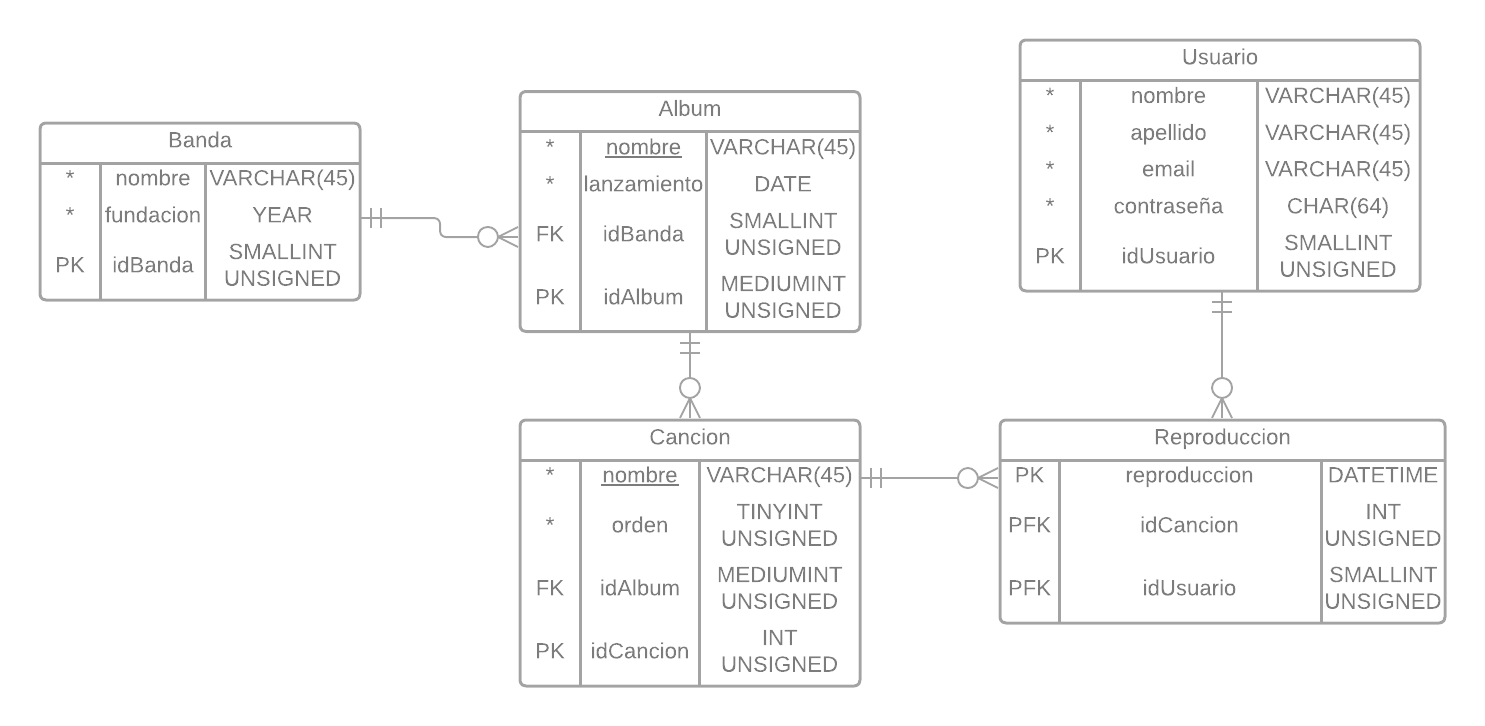 Banda
* nombre VARCHAR(45)
* fundacion YEAR
PK idBanda SMALLINT
UNSIGNED
Album
* nombre VARCHAR(45)
* lanzamiento DATE
FK idBanda SMALLINT
UNSIGNED
PK idAlbum MEDIUMINT
UNSIGNED
Usuario
* nombre VARCHAR(45)
* apellido VARCHAR(45)
* email VARCHAR(45)
* contraseña CHAR(64)
PK idUsuario SMALLINT
UNSIGNED
Cancion
* nombre VARCHAR(45)
* orden TINYINT
UNSIGNED
FK idAlbum MEDIUMINT
UNSIGNED
PK idCancion INT
UNSIGNED
Reproduccion
PK reproduccion DATETIME
PFK idCancion INT
UNSIGNED
PFK idUsuario SMALLINT
UNSIGNED